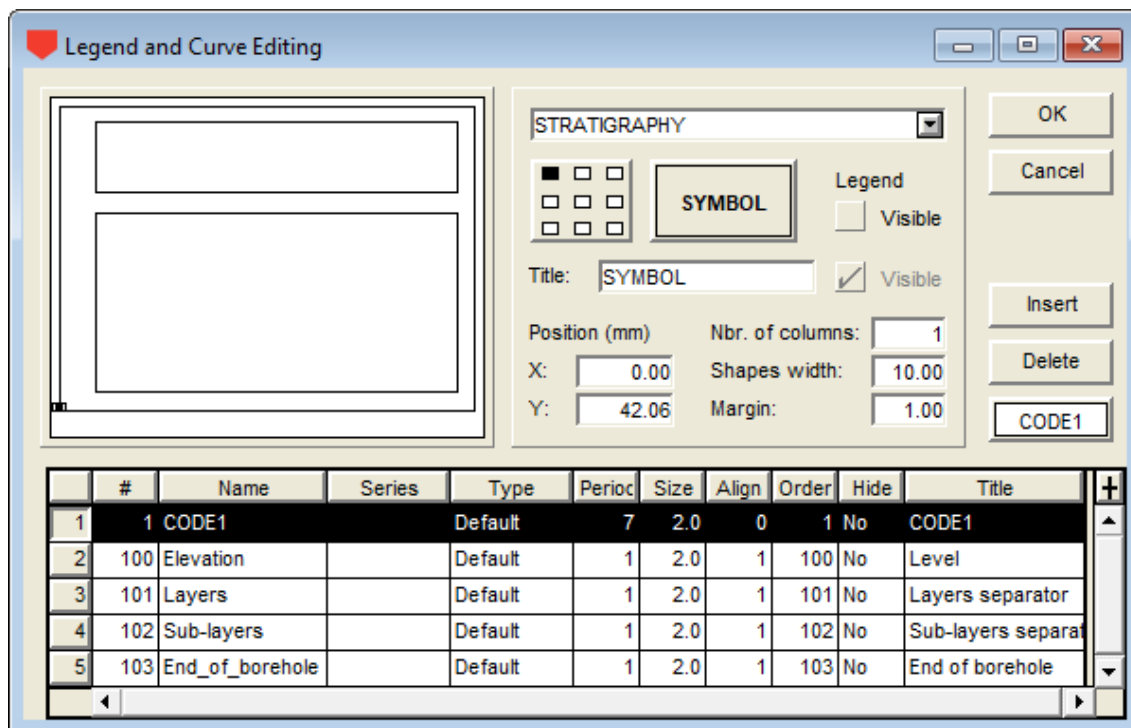 Legend and Curve Editing
STRATIGRAPHY
OK
Cancel
SYMBOL
Legend
Visible
Title: SYMBOL
Visible
Insert
Position (mm)
Nbr. of columns: 1
X: 0.00
Shapes width: 10.00
Delete
Y: 42.06
Margin: 1.00
CODE1
# Name Series Type Period Size Align Order Hide Title +
1 1 CODE1 Default 7 2.0 0 1 No CODE1
2 100 Elevation Default 1 2.0 1 100 No Level
3 101 Layers Default 1 2.0 1 101 No Layers separator
4 102 Sub-layers Default 1 2.0 1 102 No Sub-layers separat
5 103 End_of_borehole Default 1 2.0 1 103 No End of borehole